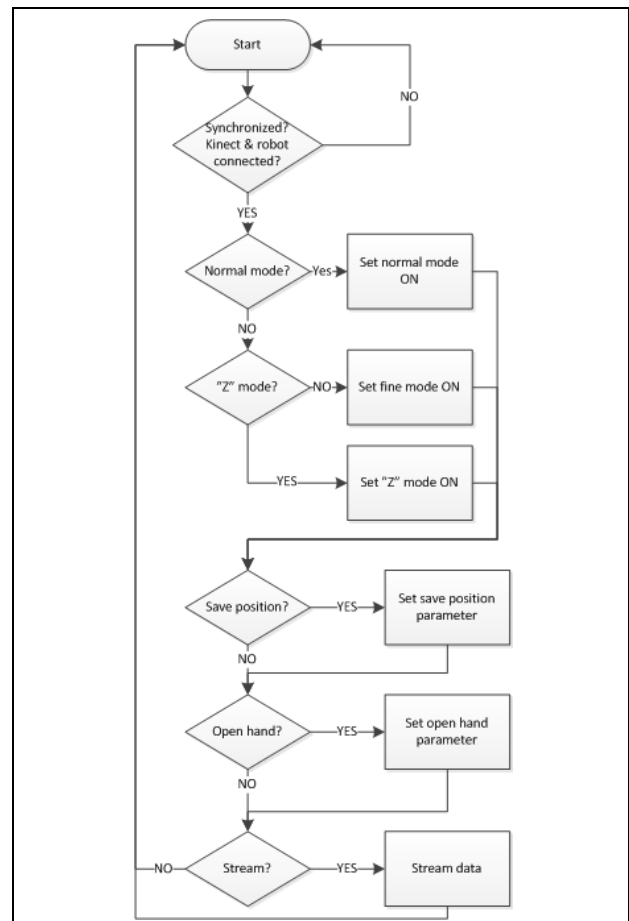 Start
NO
Synchronized?
Kinect & robot
connected?
YES
Normal mode?
Yes
Set normal mode
ON
NO
"Z" mode?
NO
Set fine mode ON
YES
Set "Z" mode ON
Save position?
YES
Set save position
parameter
NO
Open hand?
YES
Set open hand
parameter
NO
NO
Stream?
YES
Stream data